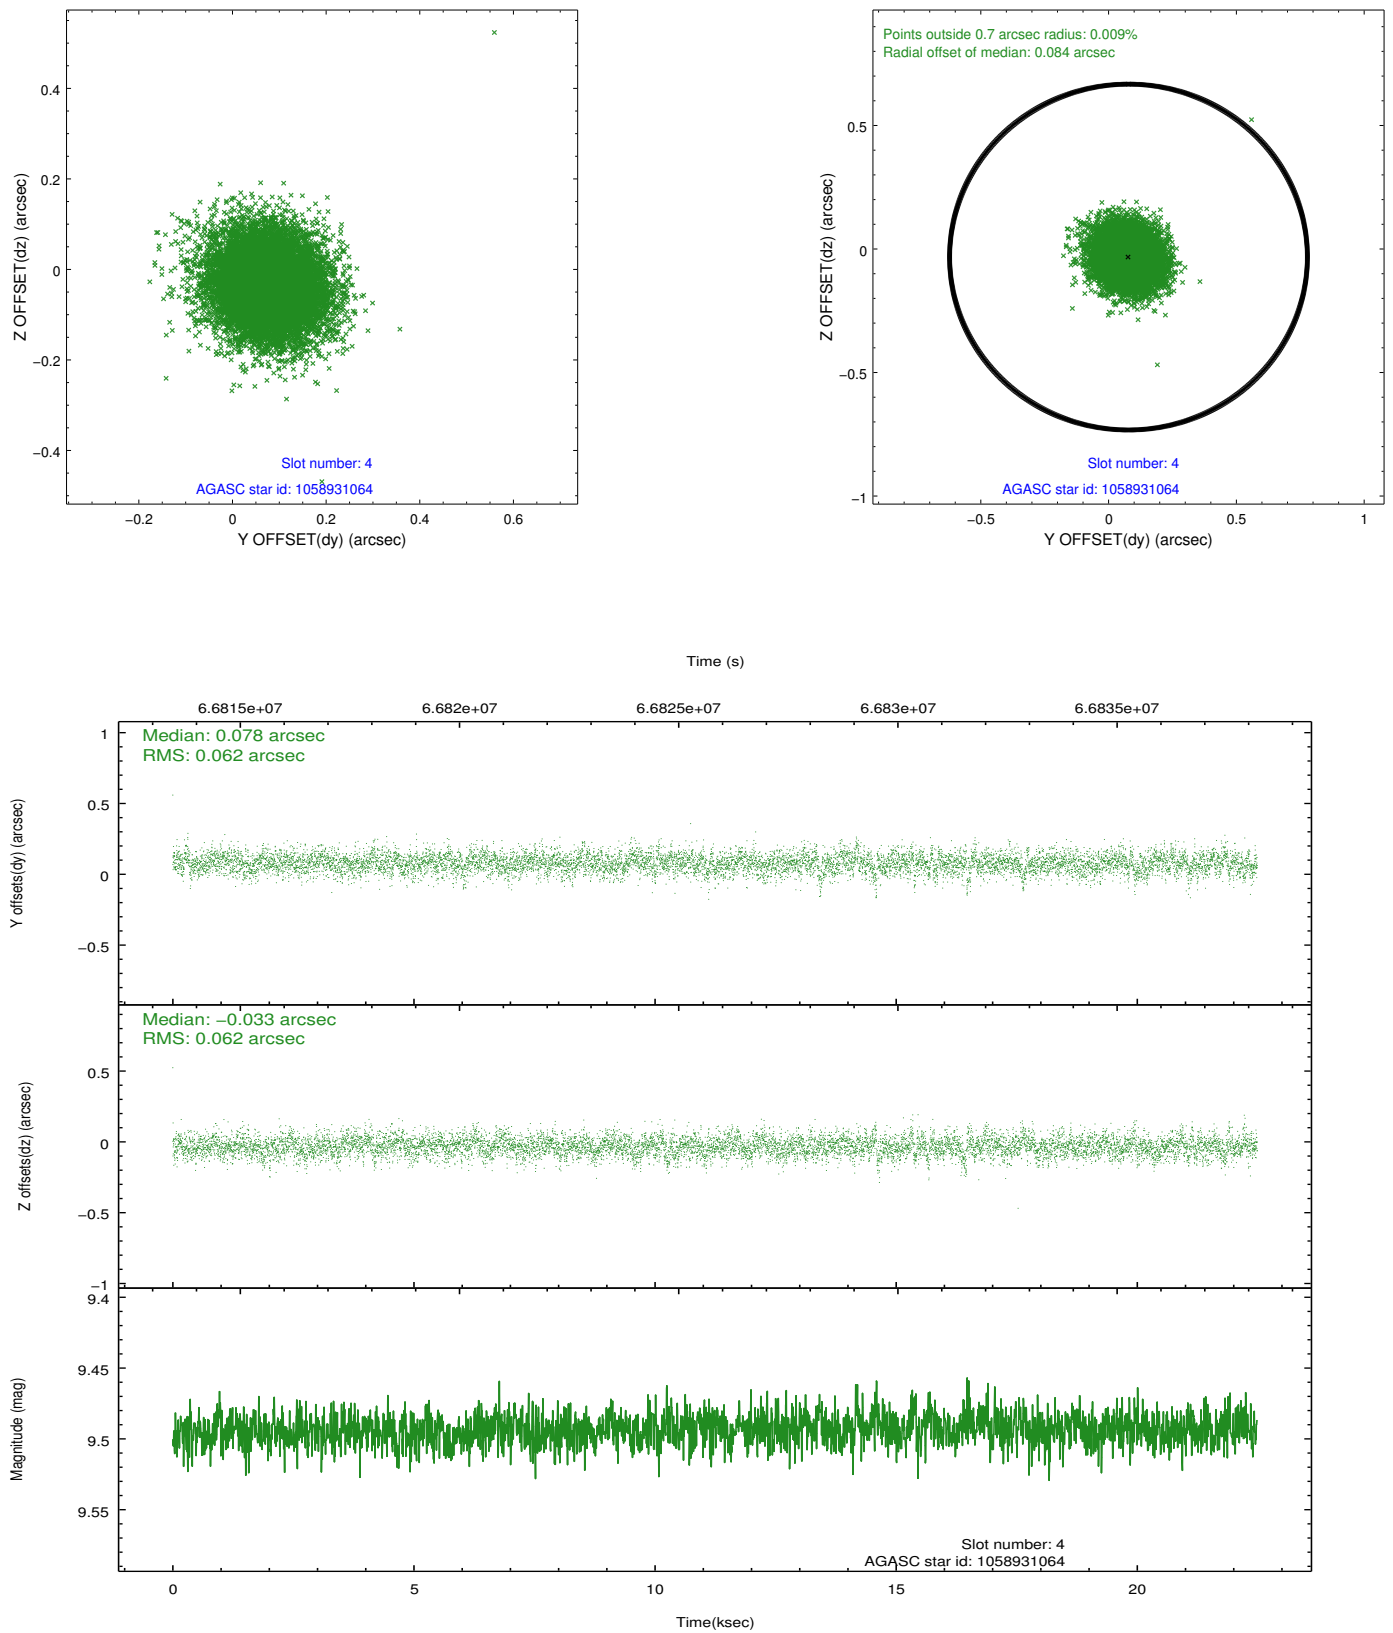 0.4
0.2
0
−0.2
−0.4
Z OFFSET(dz) (arcsec)
Slot number: 4
AGASC star id: 1058931064
−0.2 0 0.2 0.4 0.6
Y OFFSET(dy) (arcsec)
Points outside 0.7 arcsec radius: 0.009%
Radial offset of median: 0.084 arcsec
0.5
0
−0.5
−1
Z OFFSET(dz) (arcsec)
Slot number: 4
AGASC star id: 1058931064
−0.5 0 0.5 1
Y OFFSET(dy) (arcsec)
Time (s)
6.6815e+07 6.682e+07 6.6825e+07 6.683e+07 6.6835e+07
Median: 0.078 arcsec
RMS: 0.062 arcsec
1
0.5
0
−0.5
Y offsets(dy) (arcsec)
Median: −0.033 arcsec
RMS: 0.062 arcsec
0.5
0
−0.5
−1
Z offsets(dz) (arcsec)
9.4
9.45
9.5
9.55
Magnitude (mag)
Slot number: 4
AGASC star id: 1058931064
0 5 10 15 20
Time(ksec)